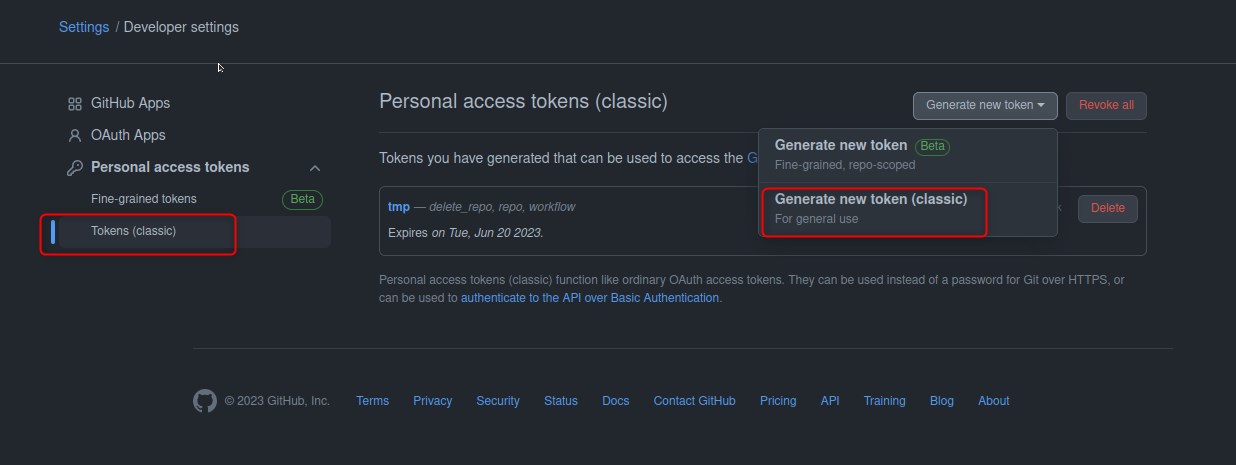 Settings / Developer settings
GitHub Apps
OAuth Apps
Personal access tokens
Fine-grained tokens Beta
Tokens (classic)
Personal access tokens (classic)
Generate new token
Revoke all
Generate new token Beta
Fine-grained, repo-scoped
Generate new token (classic)
For general use
Tokens you have generated that can be used to access the
tmp — delete_repo, repo, workflow
Delete
Expires on Tue, Jun 20 2023.
Personal access tokens (classic) function like ordinary OAuth access tokens. They can be used instead of a password for Git over HTTPS, or
can be used to authenticate to the API over Basic Authentication.
© 2023 GitHub, Inc. Terms Privacy Security Status Docs Contact GitHub Pricing API Training Blog About